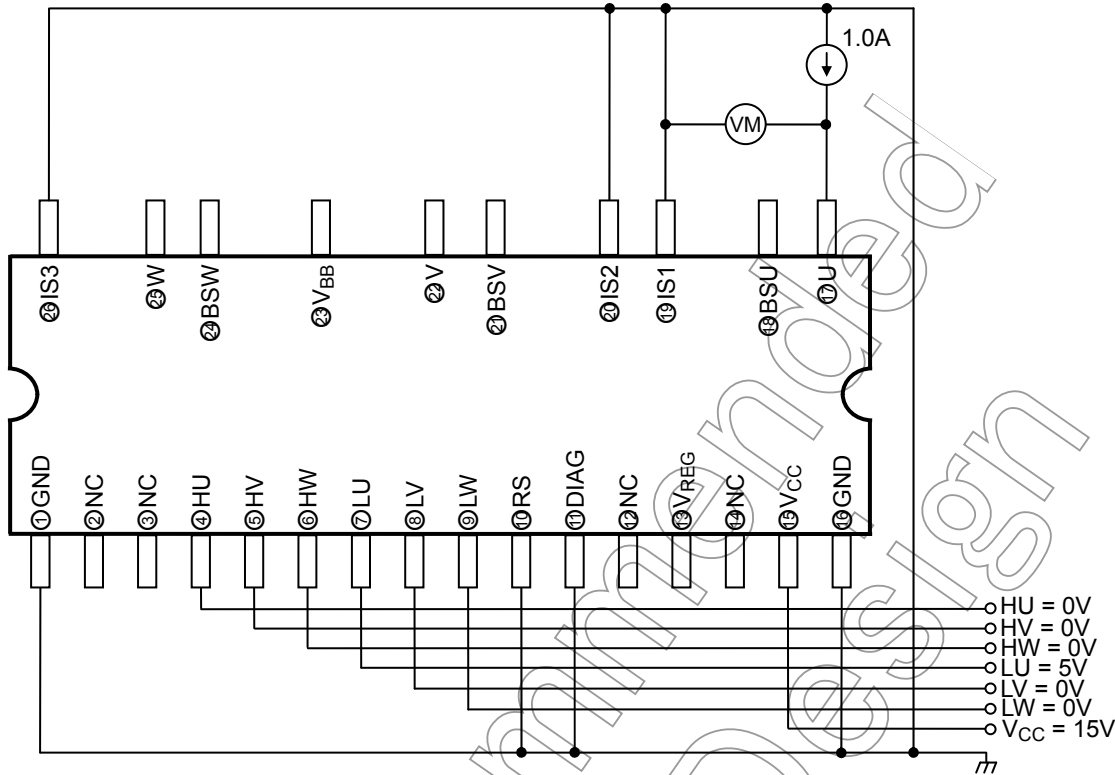 1.0A
VM
㉖IS3
㉕W
㉔BSW
㉓VBB
㉒V
㉑BSV
⑳IS2
⑲IS1
⑱BSU
⑰U
①GND
②NC
③NC
④HU
⑤HV
⑥HW
⑦LU
⑧LV
⑨LW
⑩RS
⑪DIAG
⑫NC
⑬VREG
⑭NC
⑮VCC
⑯GND
HU = 0V
HV = 0V
HW = 0V
LU = 5V
LV = 0V
LW = 0V
VCC = 15V
mmended
Design